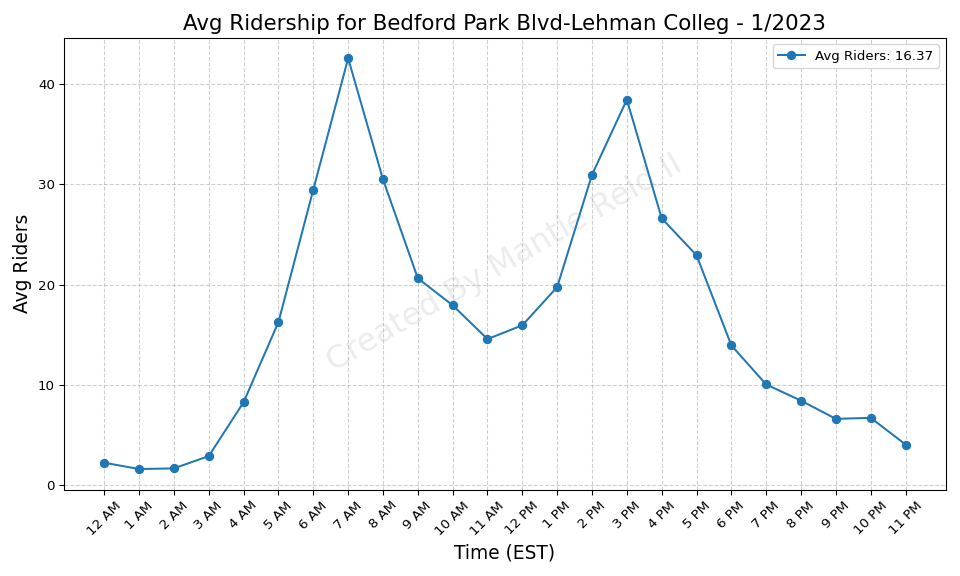 Avg Ridership for Bedford Park Blvd-Lehman Colleg - 1/2023
Avg Riders: 16.37
Avg Riders
40
30
20
10
0
Created By Mantie Reid II
12 AM
1 AM
2 AM
3 AM
4 AM
5 AM
6 AM
7 AM
8 AM
9 AM
10 AM
11 AM
12 PM
1 PM
2 PM
3 PM
4 PM
5 PM
6 PM
7 PM
8 PM
9 PM
10 PM
11 PM
Time (EST)